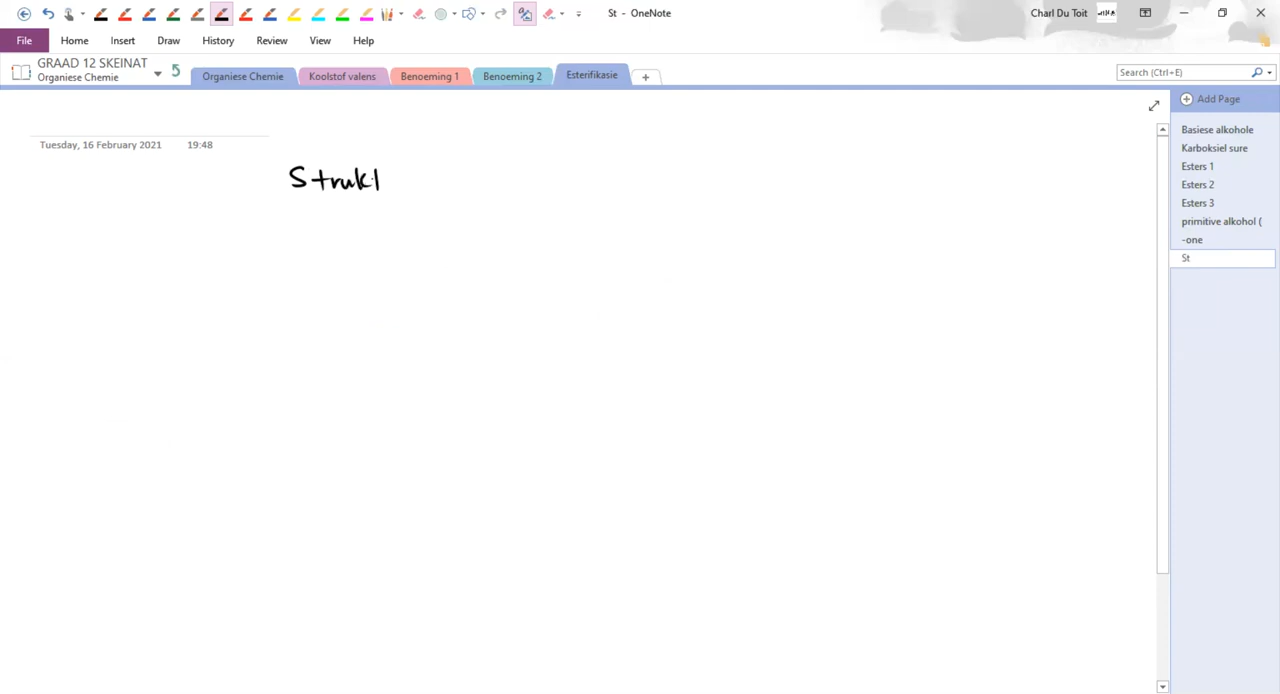 St - OneNote
Charl Du Toit
File Home Insert Draw History Review View Help
GRAAD 12 SKEINAT
Organiese Chemie
Organiese Chemie Koolstof valens Benoeming 1 Benoeming 2 Esterifikasie +
Search (Ctrl+E)
Add Page
Tuesday, 16 February 2021 19:48
Strukl
Basiese alkohole
Karboksiel sure
Esters 1
Esters 2
Esters 3
primitive alkohol (
-one
St